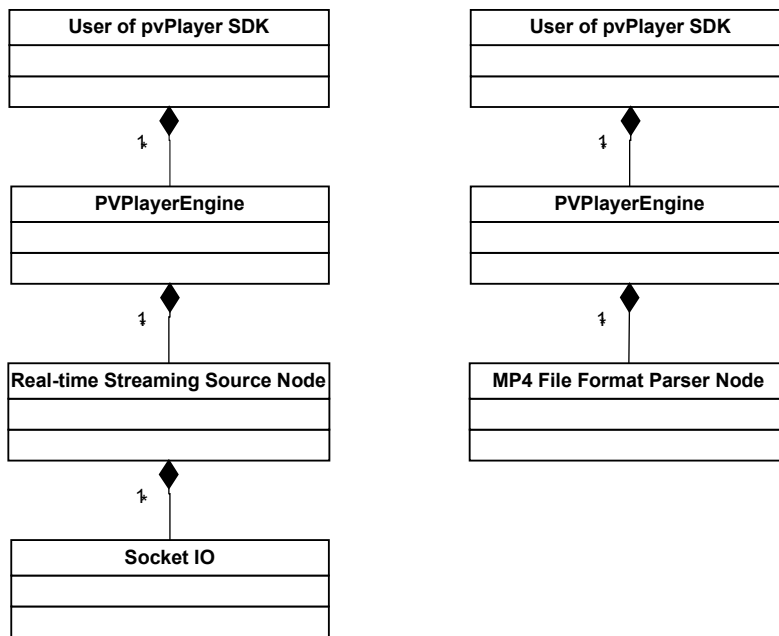 User of pvPlayer SDK
1
*
PVPlayerEngine
1
*
Real-time Streaming Source Node
1
*
Socket IO
User of pvPlayer SDK
1
*
PVPlayerEngine
1
*
MP4 File Format Parser Node